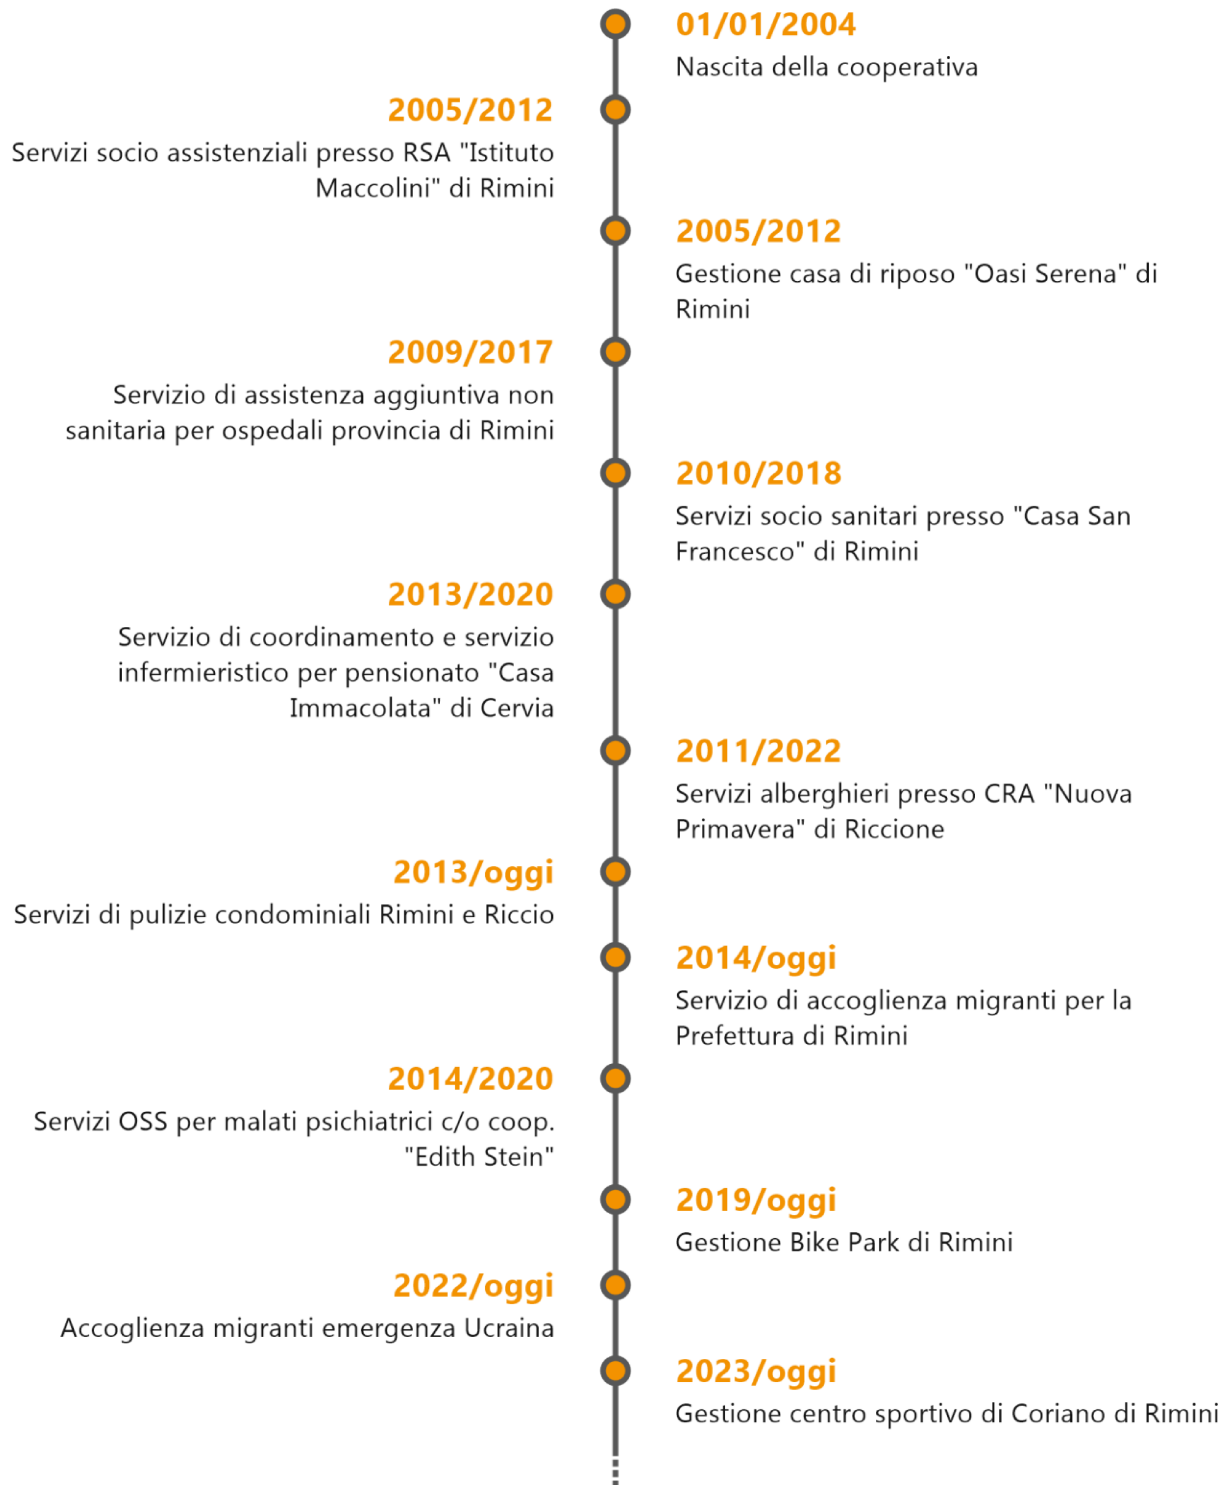 01/01/2004
Nascita della cooperativa
2005/2012
Servizi socio assistenziali presso RSA "Istituto
Maccolini" di Rimini
2005/2012
Gestione casa di riposo "Oasi Serena" di
Rimini
2009/2017
Servizio di assistenza aggiuntiva non
sanitaria per ospedali provincia di Rimini
2010/2018
Servizi socio sanitari presso "Casa San
Francesco" di Rimini
2013/2020
Servizio di coordinamento e servizio
infermieristico per pensionato "Casa
Immacolata" di Cervia
2011/2022
Servizi alberghieri presso CRA "Nuova
Primavera" di Riccione
2013/oggi
Servizi di pulizie condominiali Rimini e Riccio
2014/oggi
Servizio di accoglienza migranti per la
Prefettura di Rimini
2014/2020
Servizi OSS per malati psichiatrici c/o coop.
"Edith Stein"
2019/oggi
Gestione Bike Park di Rimini
2022/oggi
Accoglienza migranti emergenza Ucraina
2023/oggi
Gestione centro sportivo di Coriano di Rimini